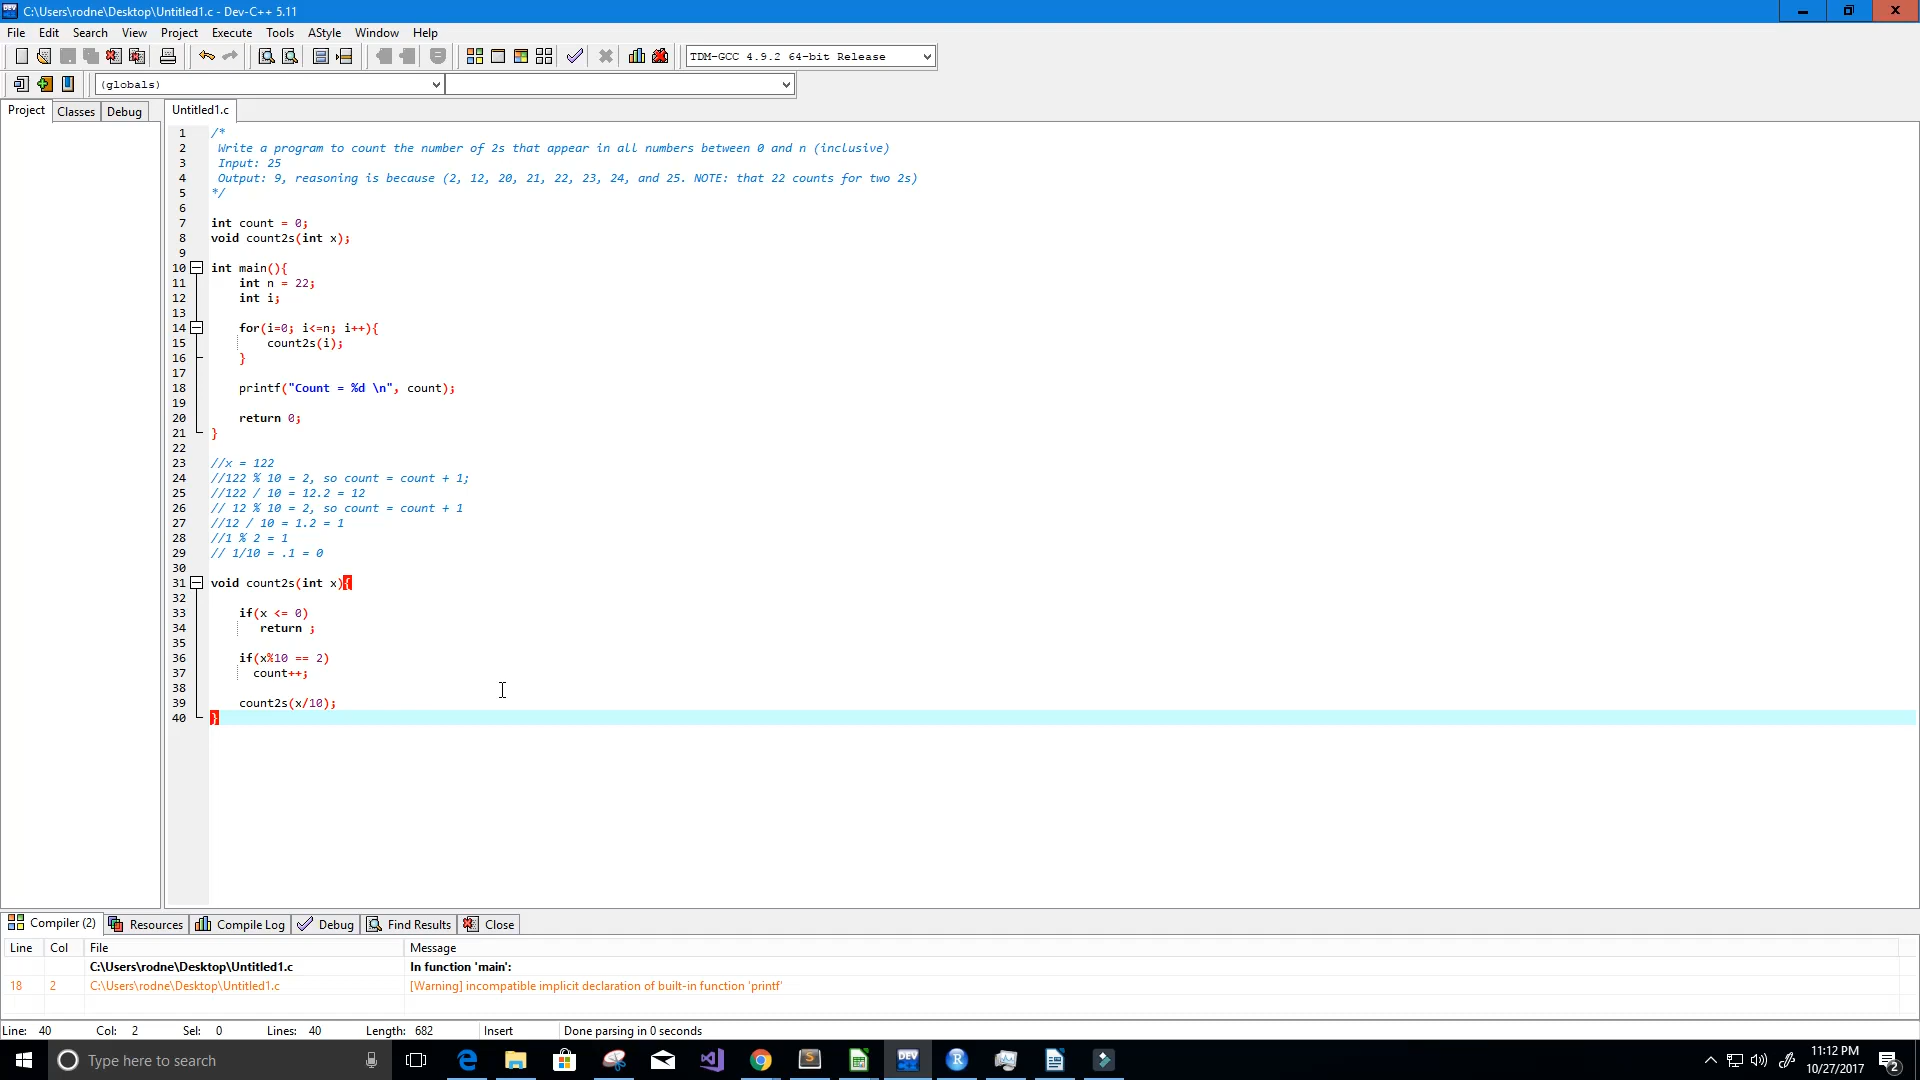 C:\Users\rodne\Desktop\Untitled1.c - Dev-C++ 5.11
File Edit Search View Project Execute Tools AStyle Window Help
TDM-GCC 4.9.2 64-bit Release
(globals)
Project Classes Debug Untitled1.c
1 /*
2 Write a program to count the number of 2s that appear in all numbers between 0 and n (inclusive)
3 Input: 25
4 Output: 9, reasoning is because (2, 12, 20, 21, 22, 23, 24, and 25. NOTE: that 22 counts for two 2s)
5 */
6
7 int count = 0;
8 void count2s(int x);
9
10 int main(){
11 int n = 22;
12 int i;
13
14 for(i=0; i<=n; i++){
15 count2s(i);
16 }
17
18 printf("Count = %d \n", count);
19
20 return 0;
21 }
22
23 //x = 122
24 //122 % 10 = 2, so count = count + 1;
25 //122 / 10 = 12.2 = 12
26 // 12 % 10 = 2, so count = count + 1
27 //12 / 10 = 1.2 = 1
28 //1 % 2 = 1
29 // 1/10 = .1 = 0
30
31 void count2s(int x){
32
33 if(x <= 0)
34 return ;
35
36 if(x%10 == 2)
37 count++;
38
39 count2s(x/10);
40 }
Compiler (2) Resources Compile Log Debug Find Results Close
Line Col File Message
C:\Users\rodne\Desktop\Untitled1.c In function 'main':
18 2 C:\Users\rodne\Desktop\Untitled1.c [Warning] incompatible implicit declaration of built-in function 'printf'
Line: 40 Col: 2 Sel: 0 Lines: 40 Length: 682 Insert Done parsing in 0 seconds
Type here to search
DEV
R
S
11:12 PM
10/27/2017
2